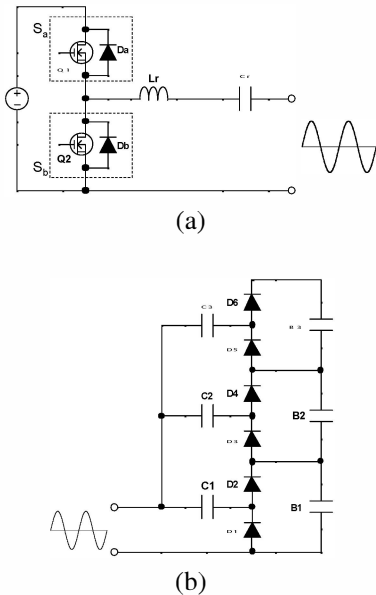 Sa
Da
Q1
Lr
Cr
Sb
Q2
Db
(a)
D6
C3
B3
D5
D4
C2
B2
D3
D2
C1
B1
D1
(b)